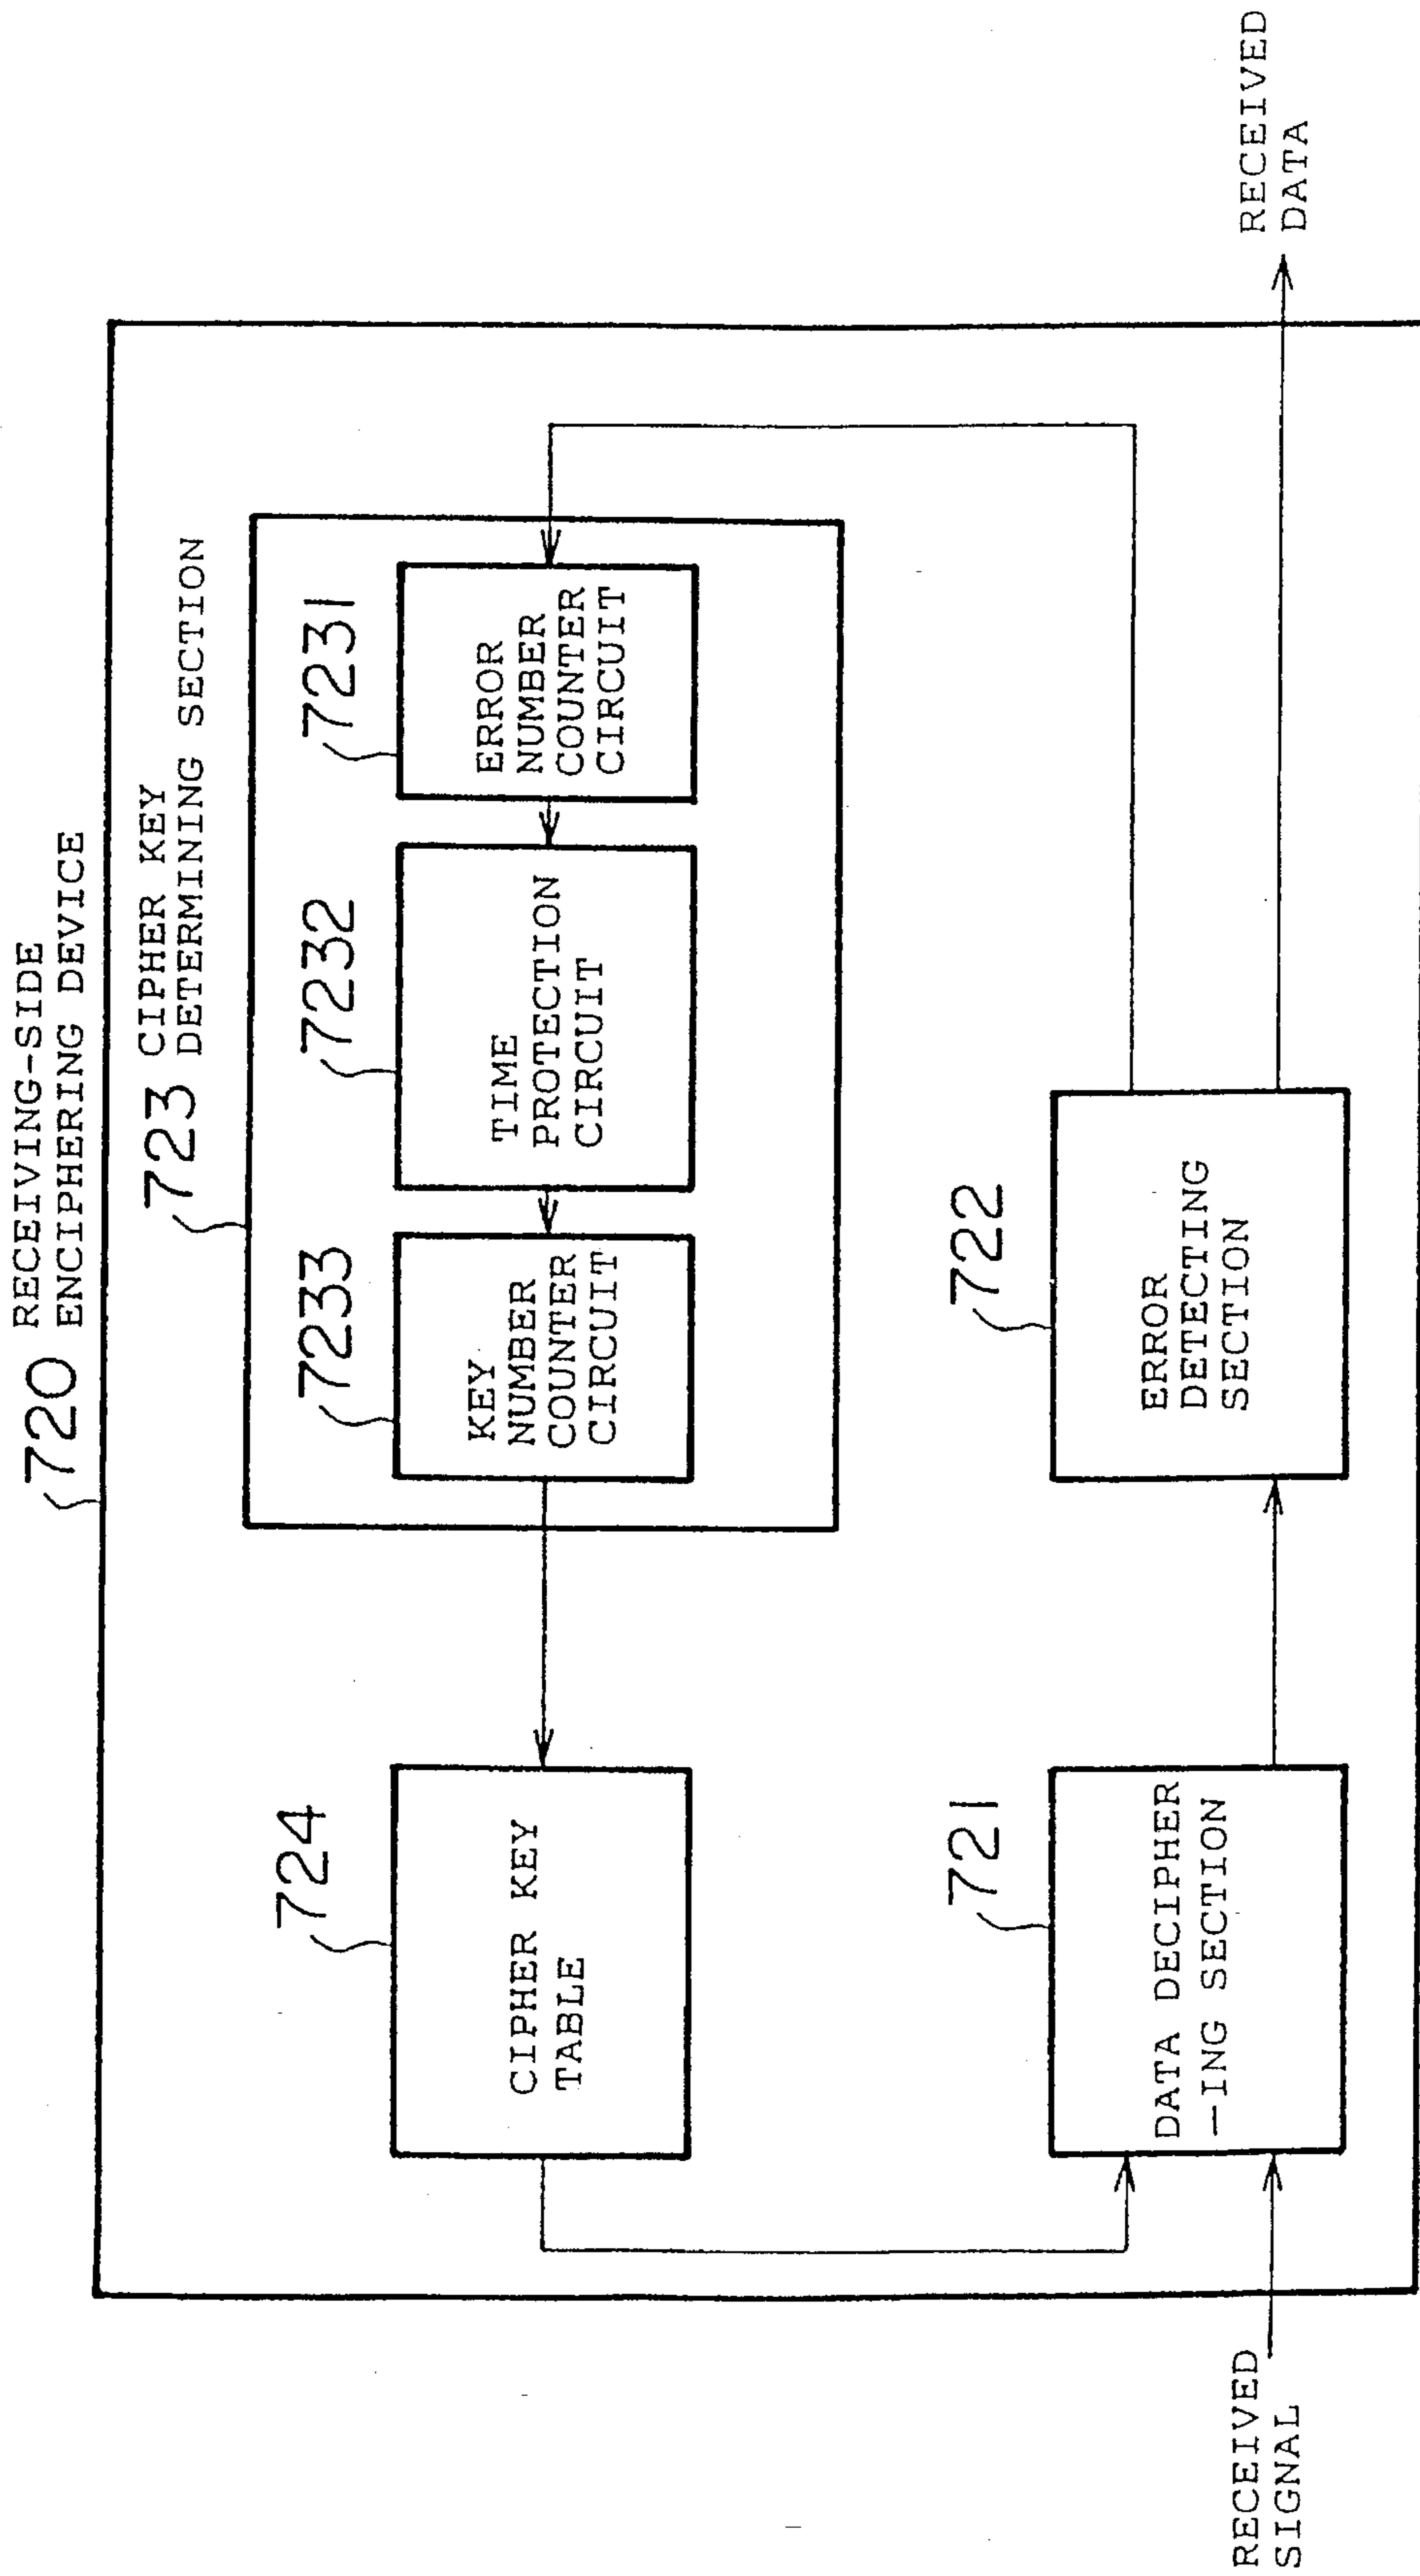 720 RECEIVING-SIDE
ENCIPHERING DEVICE
723 CIPHER KEY
DETERMINING SECTION
724
CIPHER KEY
TABLE
7233
KEY
NUMBER
COUNTER
CIRCUIT
7232
TIME
PROTECTION
CIRCUIT
7231
ERROR
NUMBER
COUNTER
CIRCUIT
721
DATA DECIPHER
-ING SECTION
722
ERROR
DETECTING
SECTION
RECEIVED
SIGNAL
RECEIVED
DATA